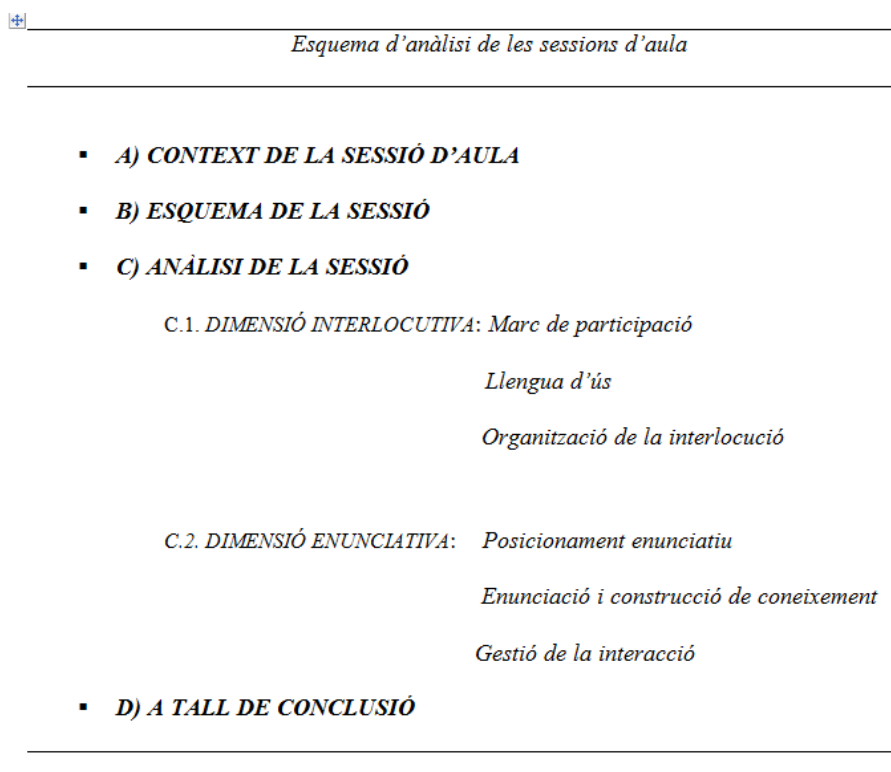 Esquema d’anàlisi de les sessions d’aula
▪ A) CONTEXT DE LA SESSIÓ D’AULA
▪ B) ESQUEMA DE LA SESSIÓ
▪ C) ANÀLISI DE LA SESSIÓ
C.1. DIMENSIÓ INTERLOCUTIVA: Marc de participació
Llengua d’ús
Organització de la interlocució
C.2. DIMENSIÓ ENUNCIATIVA: Posicionament enunciatiu
Enunciació i construcció de coneixement
Gestió de la interacció
▪ D) A TALL DE CONCLUSIÓ